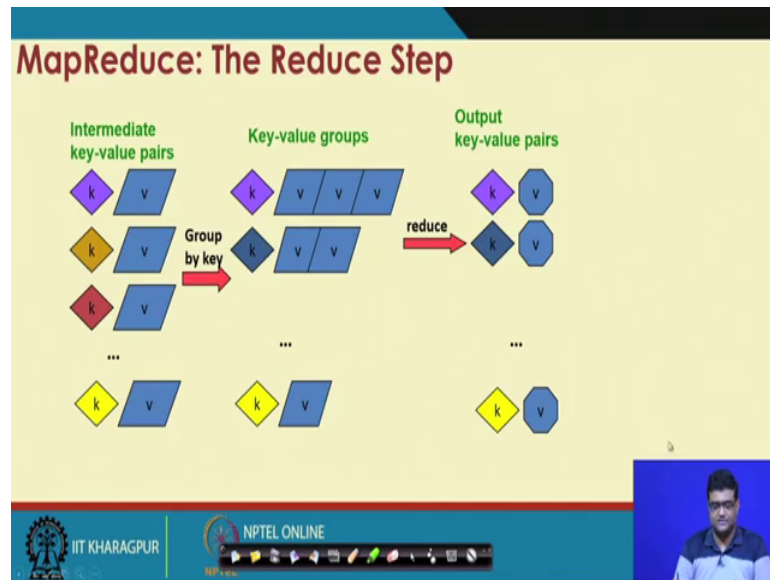 MapReduce: The Reduce Step
Intermediate
key-value pairs
Key-value groups
Output
key-value pairs
k v
k v v v
k v
k v
Group
by key
k v v
reduce
k v
k v
...
...
...
k v
k v
k v
IIT KHARAGPUR
NPTEL ONLINE
NPTEL